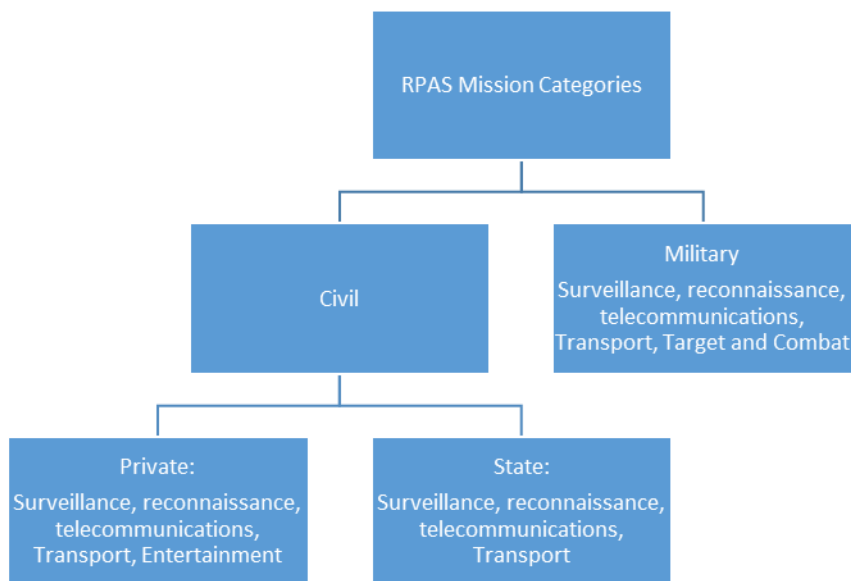 RPAS Mission Categories
Civil
Military
Surveillance, reconnaissance,
telecommunications,
Transport, Target and Combat
Private:
Surveillance, reconnaissance,
telecommunications,
Transport, Entertainment
State:
Surveillance, reconnaissance,
telecommunications,
Transport